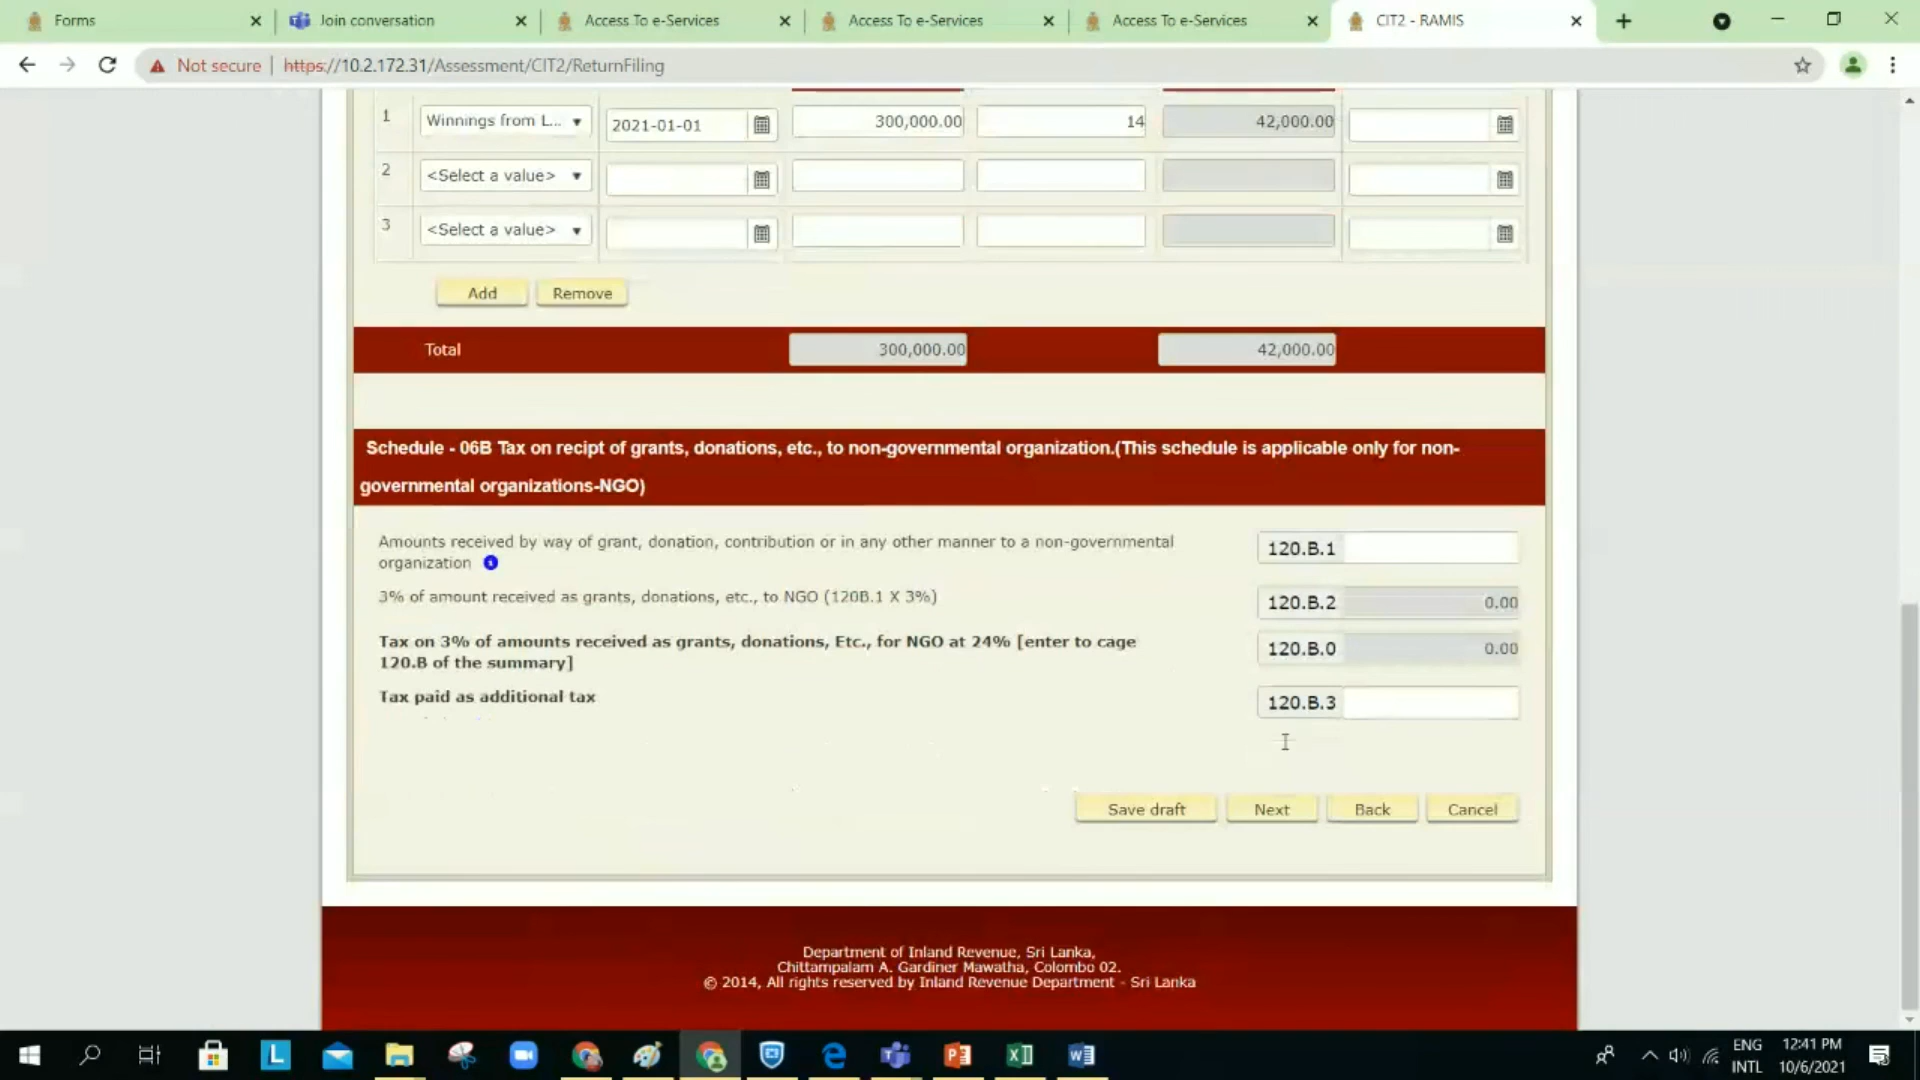 Forms
Join conversation
Access To e-Services
Access To e-Services
Access To e-Services
CIT2 - RAMIS
Not secure | https://10.2.172.31/Assessment/CIT2/ReturnFiling
1 Winnings from L... 2021-01-01 300,000.00 14 42,000.00
2 <Select a value>
3 <Select a value>
Add Remove
Total 300,000.00 42,000.00
Schedule - 06B Tax on recipt of grants, donations, etc., to non-governmental organization.(This schedule is applicable only for non-
governmental organizations-NGO)
Amounts received by way of grant, donation, contribution or in any other manner to a non-governmental
organization
120.B.1
3% of amount received as grants, donations, etc., to NGO (120B.1 X 3%) 120.B.2 0.00
Tax on 3% of amounts received as grants, donations, Etc., for NGO at 24% [enter to cage
120.B of the summary]
120.B.0 0.00
Tax paid as additional tax 120.B.3
Save draft Next Back Cancel
Department of Inland Revenue, Sri Lanka,
Chittampalam A. Gardiner Mawatha, Colombo 02.
© 2014, All rights reserved by Inland Revenue Department - Sri Lanka
ENG
INTL
12:41 PM
10/6/2021